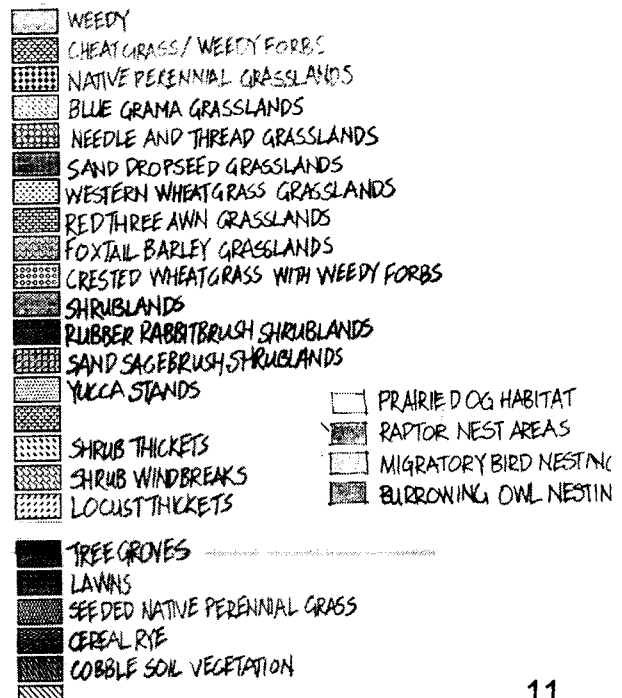 WEEDY
CHEATGRASS/WEEDY FORBS
NATIVE PERENNIAL GRASSLANDS
BLUE GRAMA GRASSLANDS
NEEDLE AND THREAD GRASSLANDS
SAND DROPSEED GRASSLANDS
WESTERN WHEATGRASS GRASSLANDS
RED THREE AWN GRASSLANDS
FOXTAIL BARLEY GRASSLANDS
CRESTED WHEATGRASS WITH WEEDY FORBS
SHRUBLANDS
RUBBER RABBITBRUSH SHRUBLANDS
SAND SAGEBRUSH SHRUBLANDS
YUCCA STANDS
SHRUB THICKETS
SHRUB WINDBREAKS
LOCUST THICKETS
PRAIRIE DOG HABITAT
RAPTOR NEST AREAS
MIGRATORY BIRD NESTING
BURROWING OWL NESTIN
TREE GROVES
LAWNS
SEEDED NATIVE PERENNIAL GRASS
CEREAL RYE
COBBLE SOIL VEGETATION
11